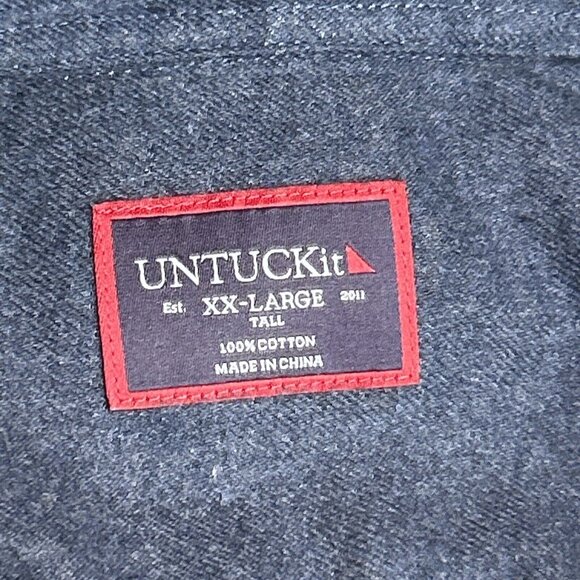 UNTUCKit
Est. XX-LARGE 2011
TALL
100% COTTON
MADE IN CHINA